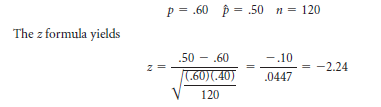 p = .60 p̂ = .50 n = 120
The z formula yields
z = (.50 − .60) / √((.60)(.40) / 120) = −.10 / .0447 = −2.24